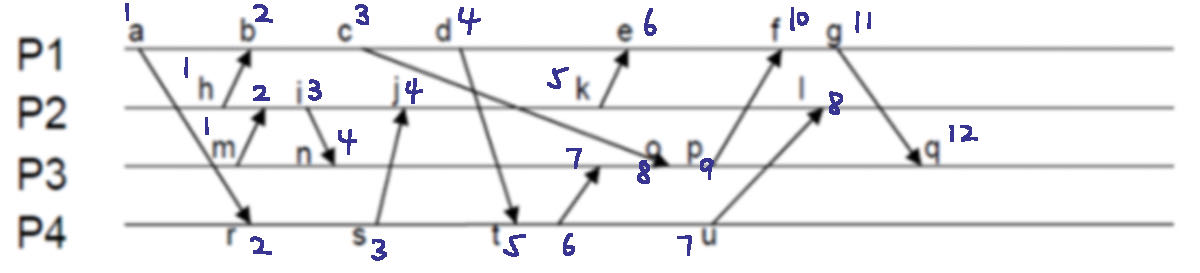 1 a b 2 c 3 d 4 e 6 f 10 g 11
P1
1 h 2 i 3 j 4 5 k l 8
P2
1 m n 4 7 o 8 p 9 q 12
P3
P4
r 2 s 3 t 5 6 7 u